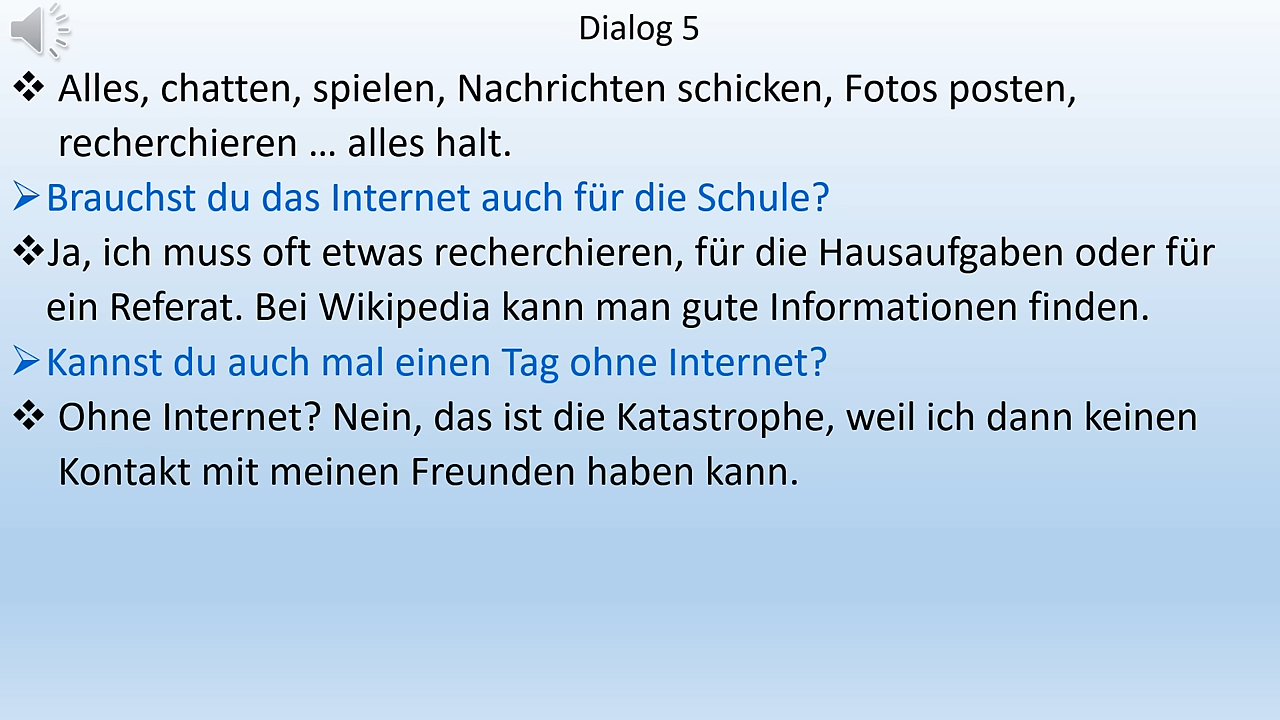 Dialog 5
❖ Alles, chatten, spielen, Nachrichten schicken, Fotos posten,
recherchieren … alles halt.
➢Brauchst du das Internet auch für die Schule?
❖Ja, ich muss oft etwas recherchieren, für die Hausaufgaben oder für
ein Referat. Bei Wikipedia kann man gute Informationen finden.
➢Kannst du auch mal einen Tag ohne Internet?
❖ Ohne Internet? Nein, das ist die Katastrophe, weil ich dann keinen
Kontakt mit meinen Freunden haben kann.